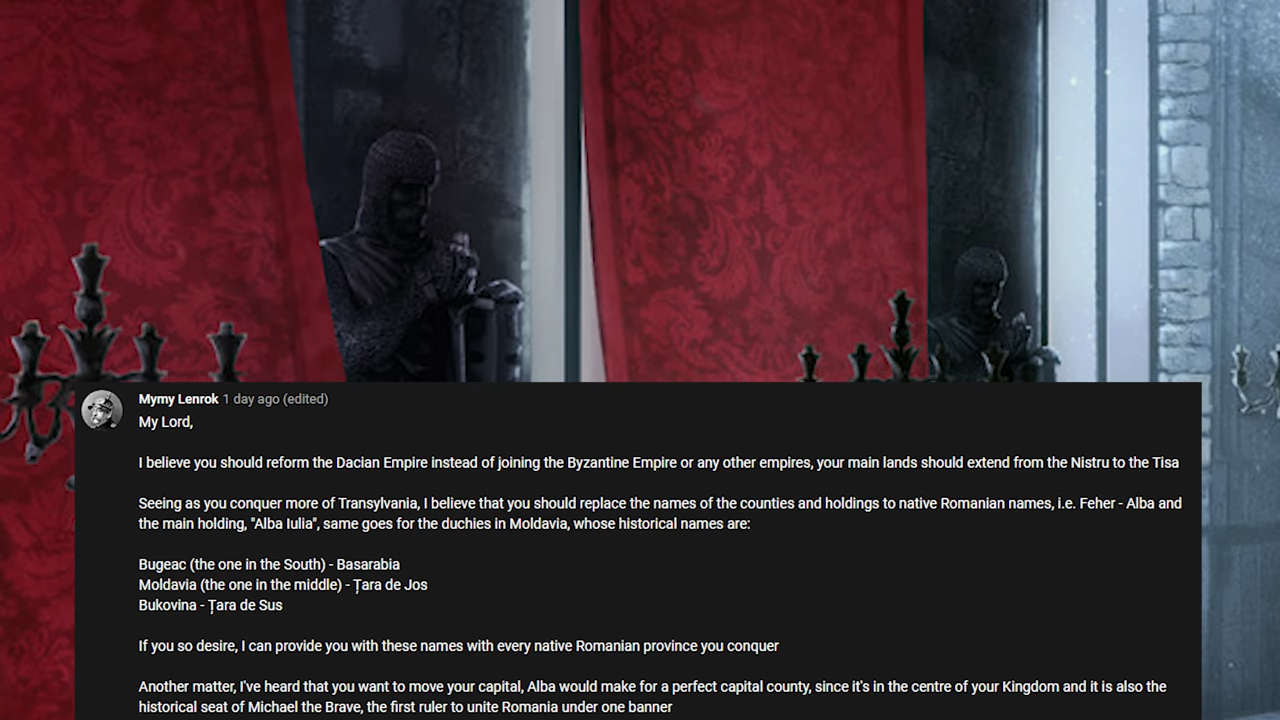 Mymy Lenrok 1 day ago (edited)
My Lord,
I believe you should reform the Dacian Empire instead of joining the Byzantine Empire or any other empires, your main lands should extend from the Nistru to the Tisa
Seeing as you conquer more of Transylvania, I believe that you should replace the names of the counties and holdings to native Romanian names, i.e. Feher - Alba and
the main holding, "Alba Iulia", same goes for the duchies in Moldavia, whose historical names are:
Bugeac (the one in the South) - Basarabia
Moldavia (the one in the middle) - Țara de Jos
Bukovina - Țara de Sus
If you so desire, I can provide you with these names with every native Romanian province you conquer
Another matter, I've heard that you want to move your capital, Alba would make for a perfect capital county, since it's in the centre of your Kingdom and it is also the
historical seat of Michael the Brave, the first ruler to unite Romania under one banner